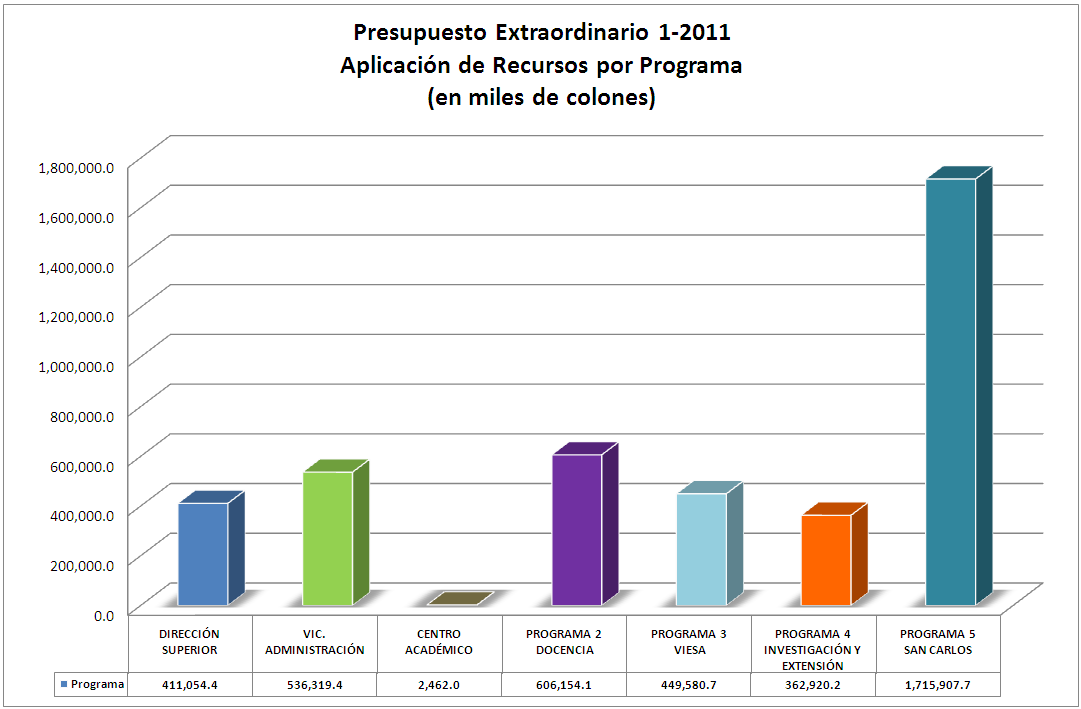 Presupuesto Extraordinario 1-2011
Aplicación de Recursos por Programa
(en miles de colones)
1,800,000.0
1,600,000.0
1,400,000.0
1,200,000.0
1,000,000.0
800,000.0
600,000.0
400,000.0
200,000.0
0.0
DIRECCIÓN SUPERIOR
VIC. ADMINISTRACIÓN
CENTRO ACADÉMICO
PROGRAMA 2 DOCENCIA
PROGRAMA 3 VIESA
PROGRAMA 4 INVESTIGACIÓN Y EXTENSIÓN
PROGRAMA 5 SAN CARLOS
Programa 411,054.4 536,319.4 2,462.0 606,154.1 449,580.7 362,920.2 1,715,907.7